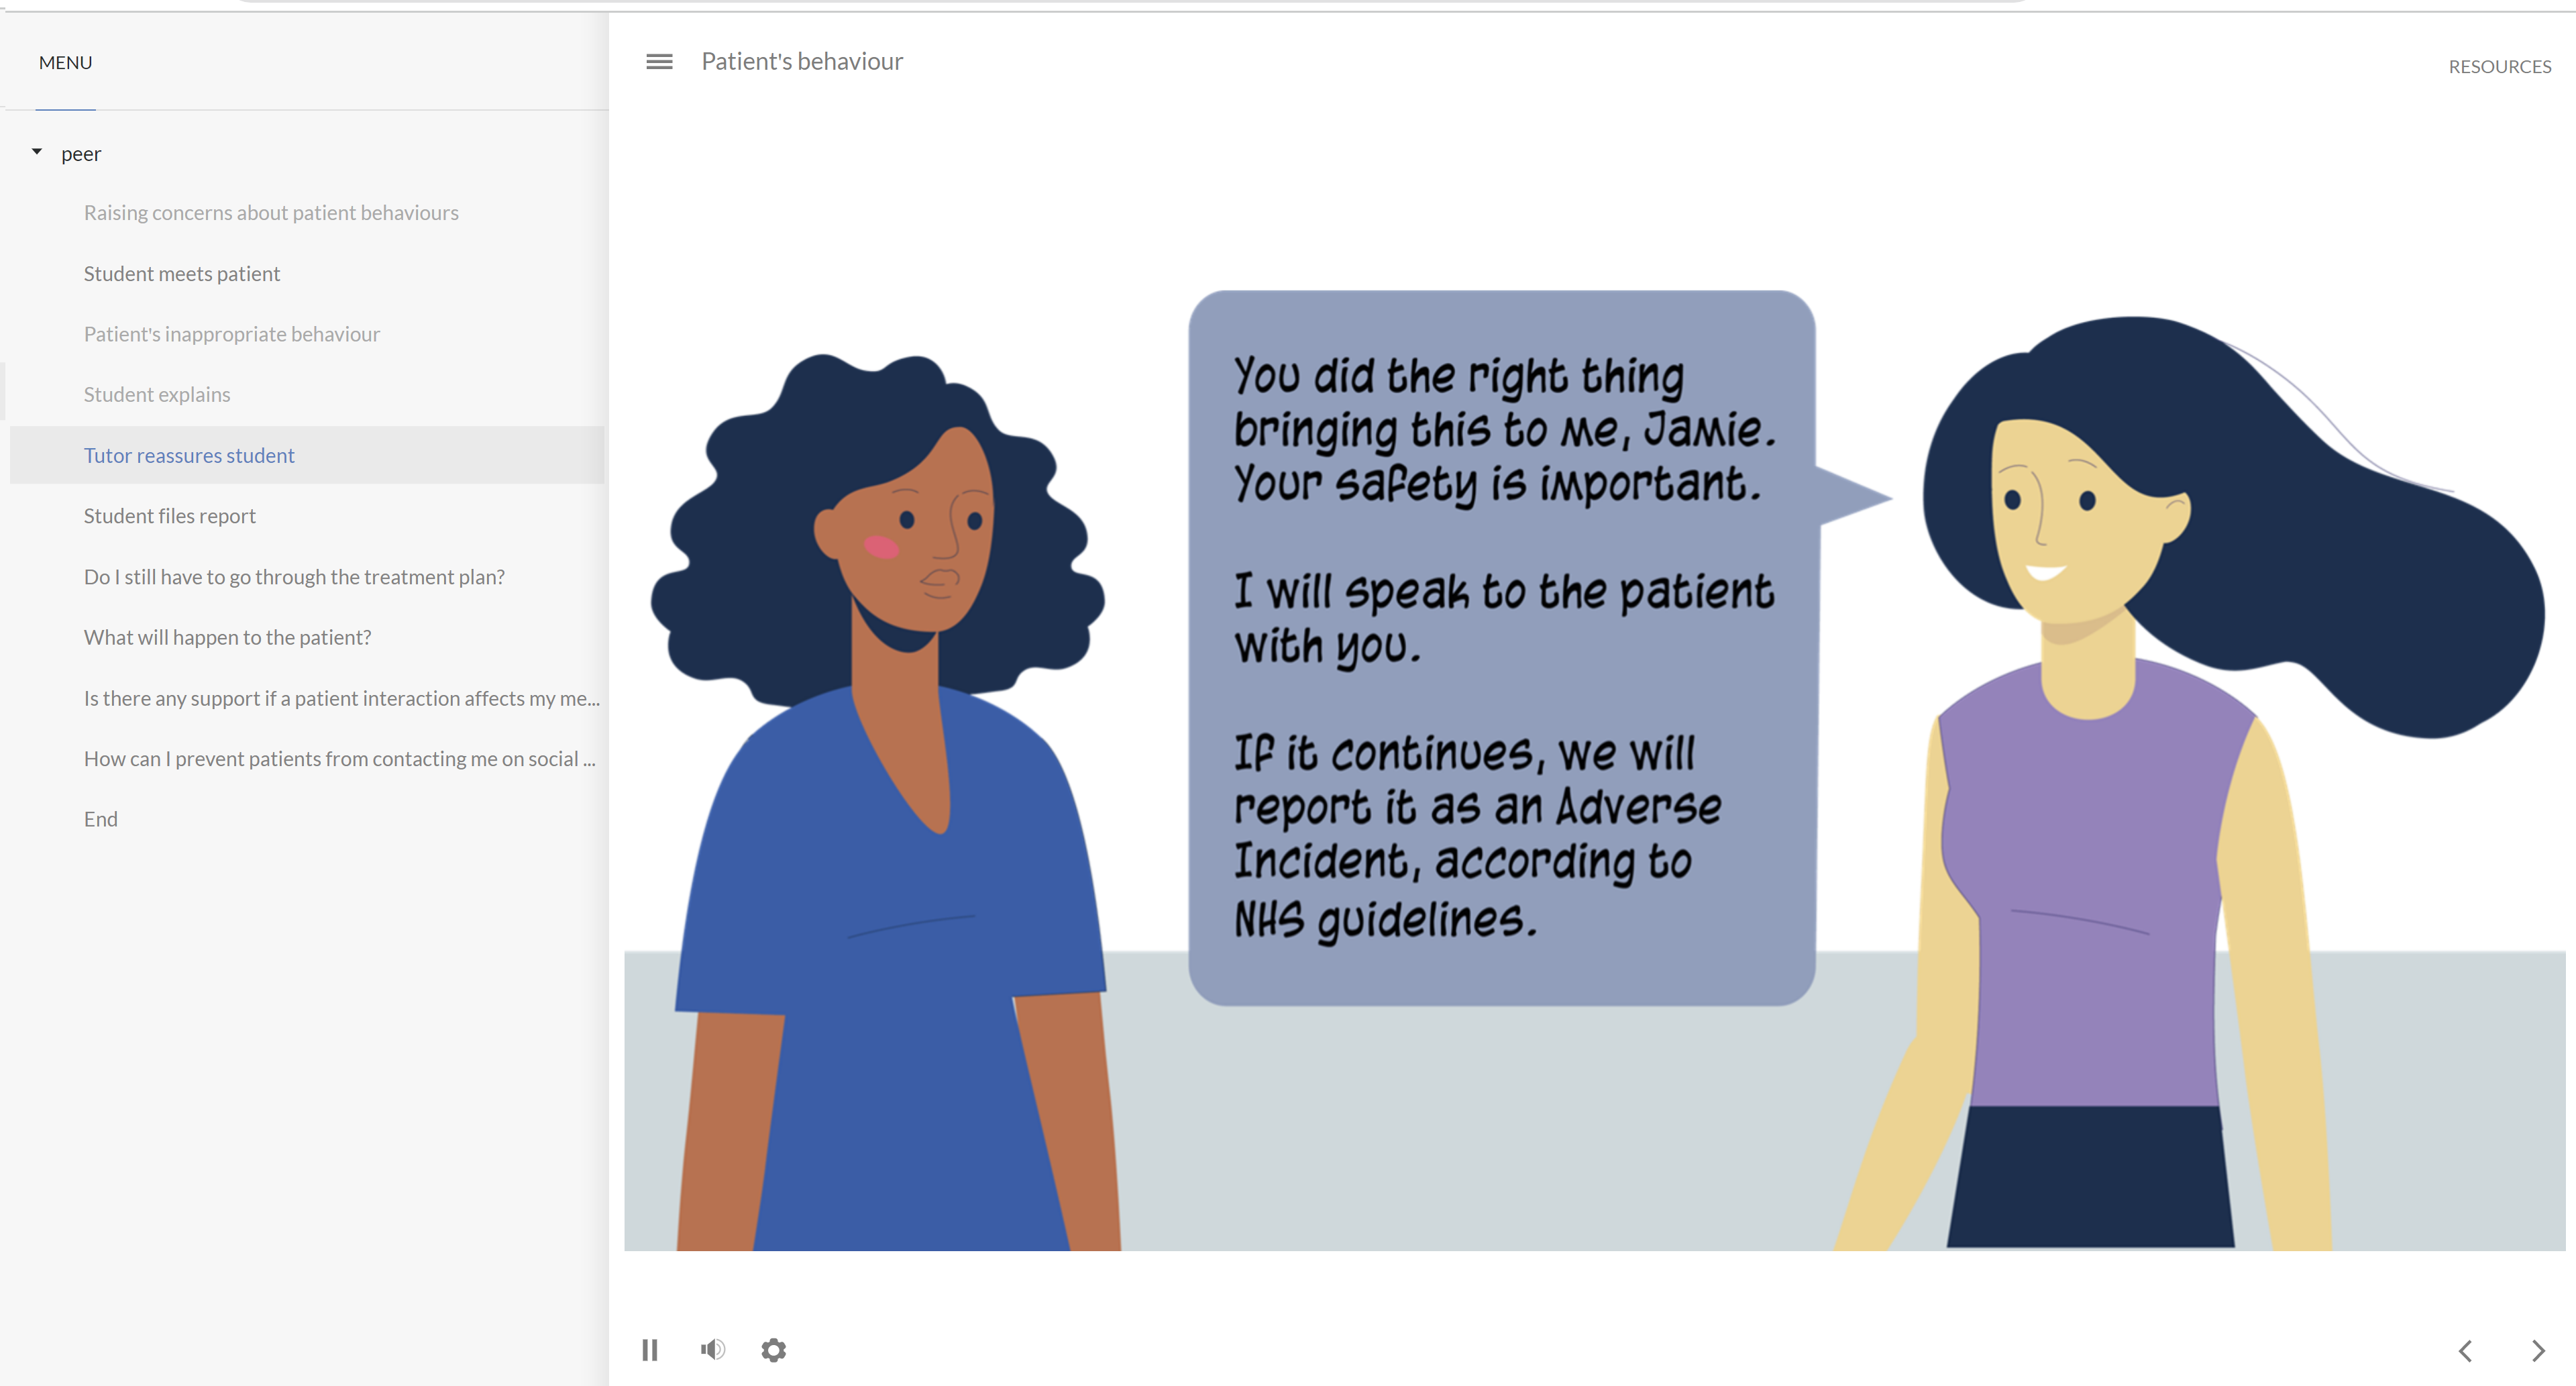 MENU
peer
Raising concerns about patient behaviours
Student meets patient
Patient's inappropriate behaviour
Student explains
Tutor reassures student
Student files report
Do I still have to go through the treatment plan?
What will happen to the patient?
Is there any support if a patient interaction affects my me...
How can I prevent patients from contacting me on social ...
End
Patient's behaviour
RESOURCES
You did the right thing
bringing this to me, Jamie.
Your safety is important.
I will speak to the patient
with you.
If it continues, we will
report it as an Adverse
Incident, according to
NHS guidelines.